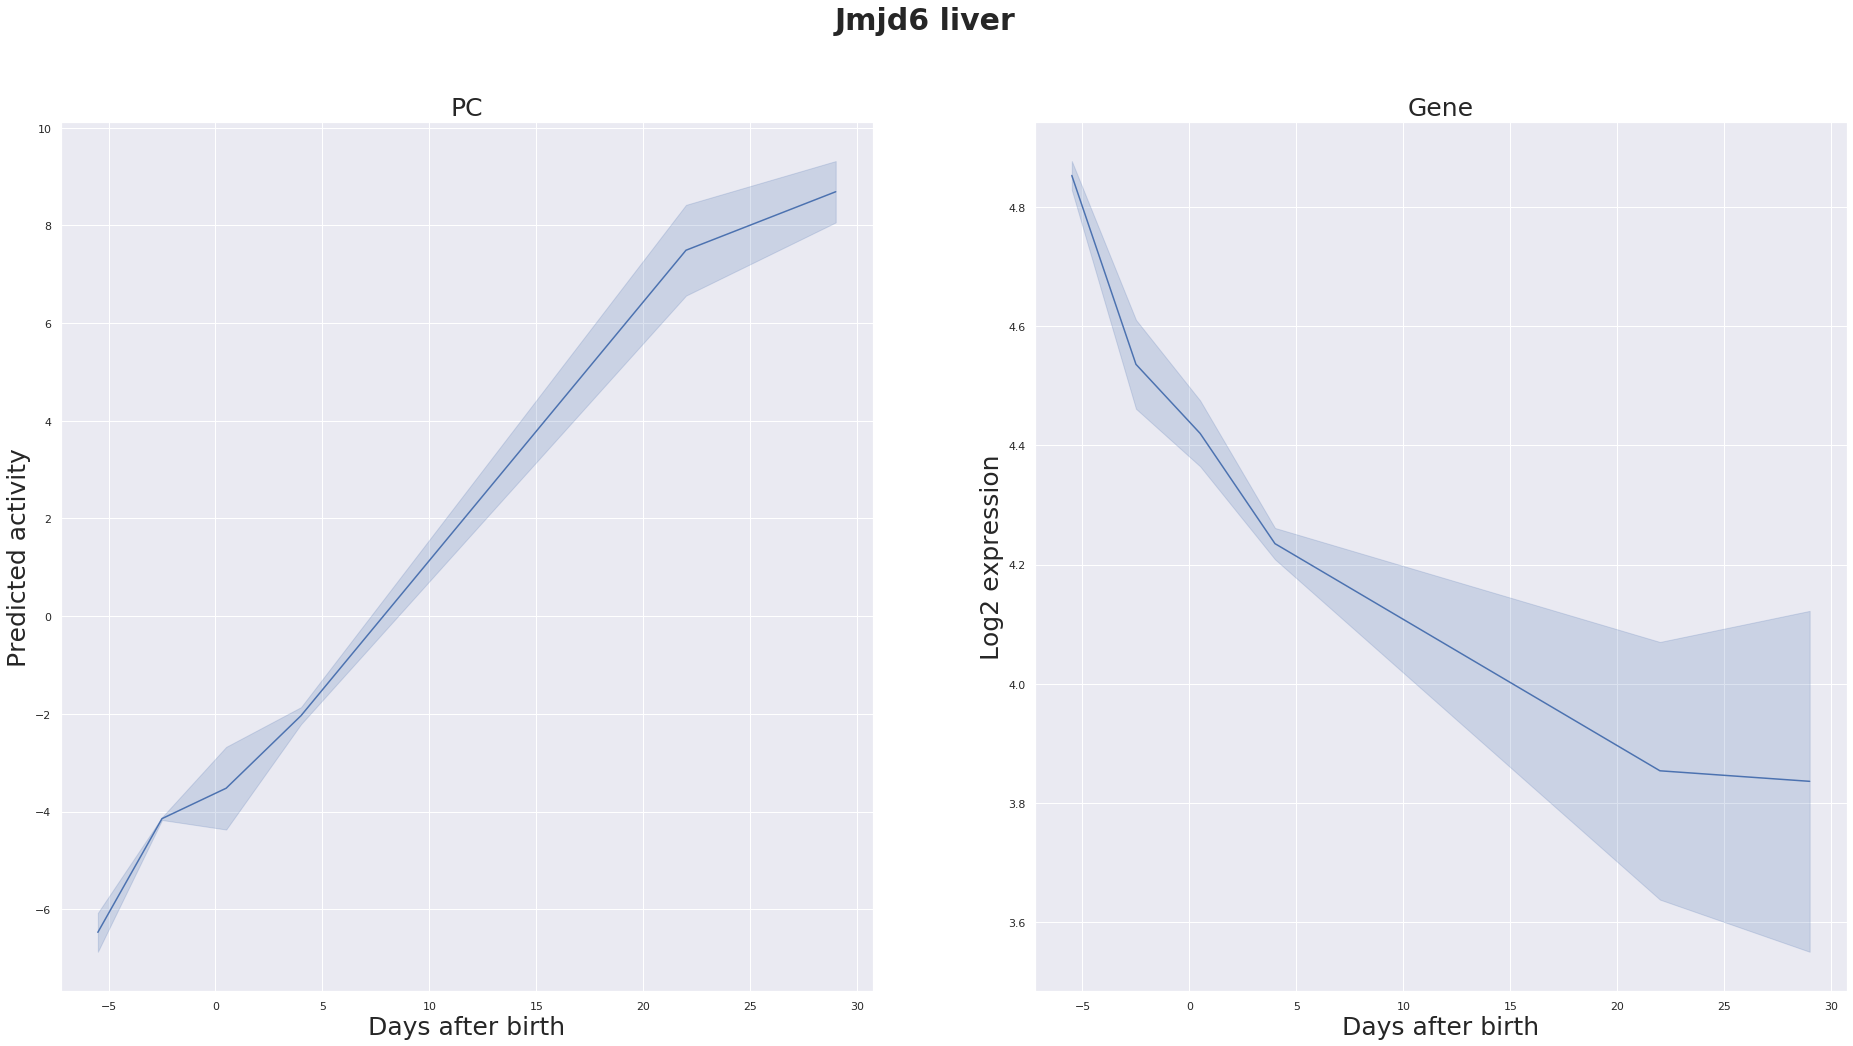 Jmjd6 liver
PC
Predicted activity
10
8
6
4
2
0
−2
−4
−6
−5 0 5 10 15 20 25 30
Days after birth
Gene
Log2 expression
4.8
4.6
4.4
4.2
4.0
3.8
3.6
−5 0 5 10 15 20 25 30
Days after birth